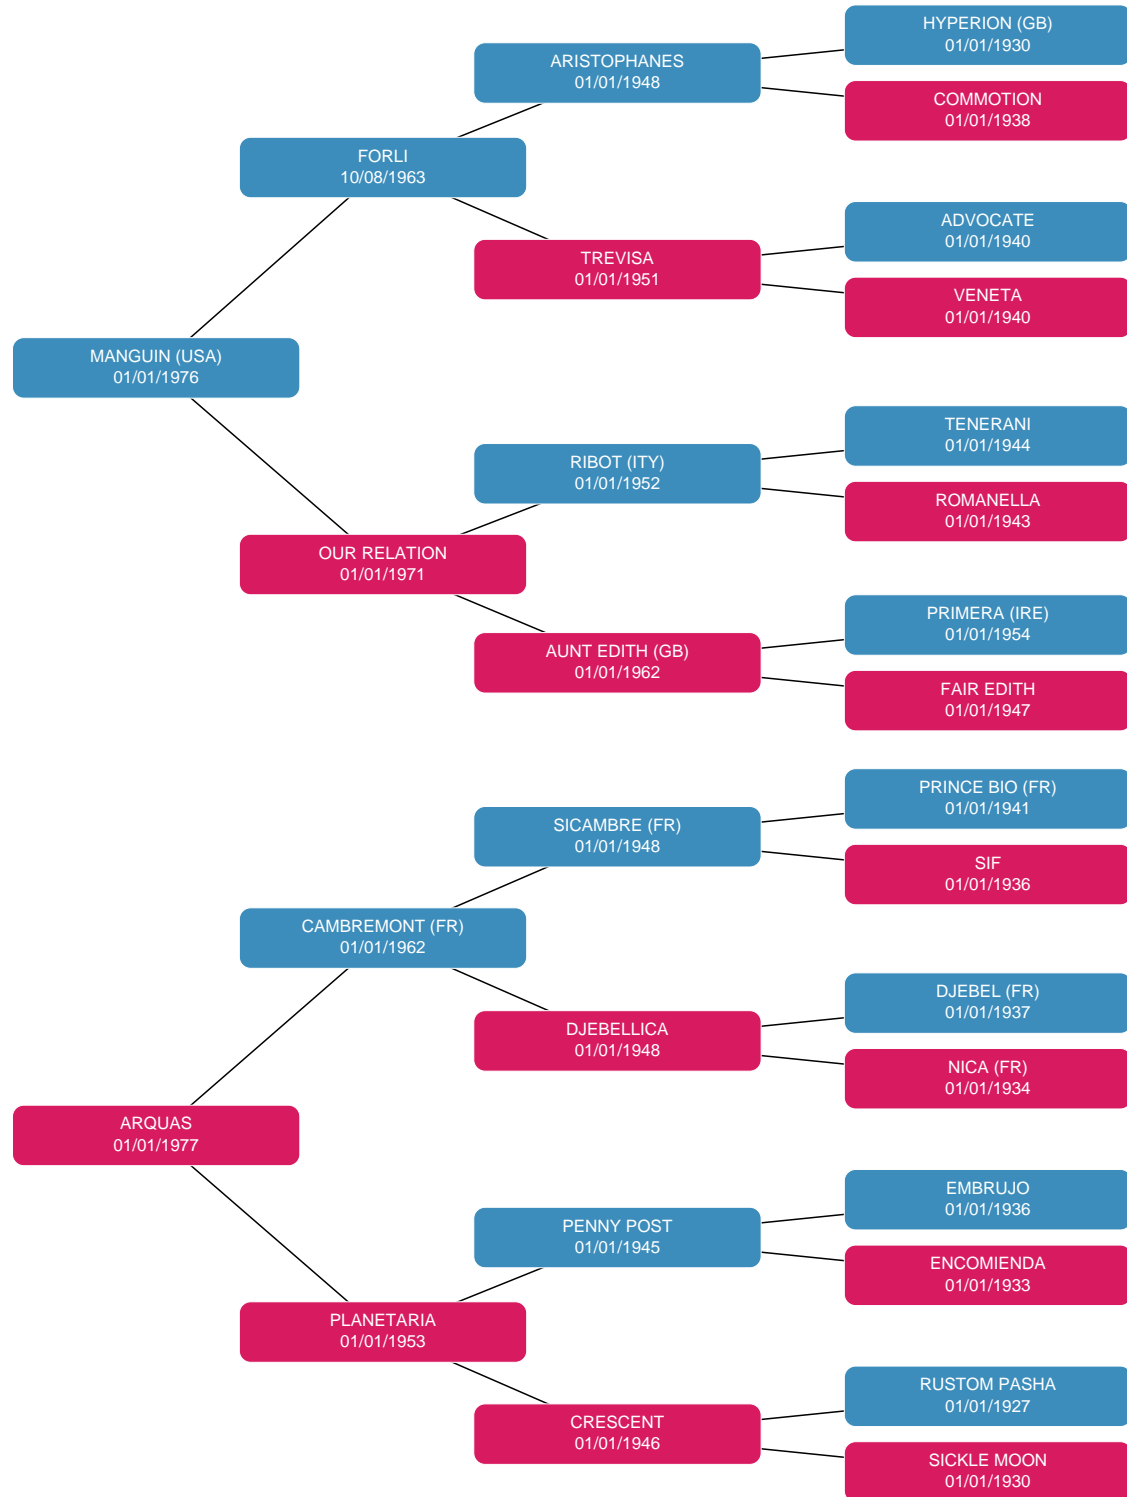 HYPERION (GB)
01/01/1930
ARISTOPHANES
01/01/1948
COMMOTION
01/01/1938
FORLI
10/08/1963
ADVOCATE
01/01/1940
TREVISA
01/01/1951
VENETA
01/01/1940
MANGUIN (USA)
01/01/1976
TENERANI
01/01/1944
RIBOT (ITY)
01/01/1952
ROMANELLA
01/01/1943
OUR RELATION
01/01/1971
PRIMERA (IRE)
01/01/1954
AUNT EDITH (GB)
01/01/1962
FAIR EDITH
01/01/1947
PRINCE BIO (FR)
01/01/1941
SICAMBRE (FR)
01/01/1948
SIF
01/01/1936
CAMBREMONT (FR)
01/01/1962
DJEBEL (FR)
01/01/1937
DJEBELLICA
01/01/1948
NICA (FR)
01/01/1934
ARQUAS
01/01/1977
EMBRUJO
01/01/1936
PENNY POST
01/01/1945
ENCOMIENDA
01/01/1933
PLANETARIA
01/01/1953
RUSTOM PASHA
01/01/1927
CRESCENT
01/01/1946
SICKLE MOON
01/01/1930